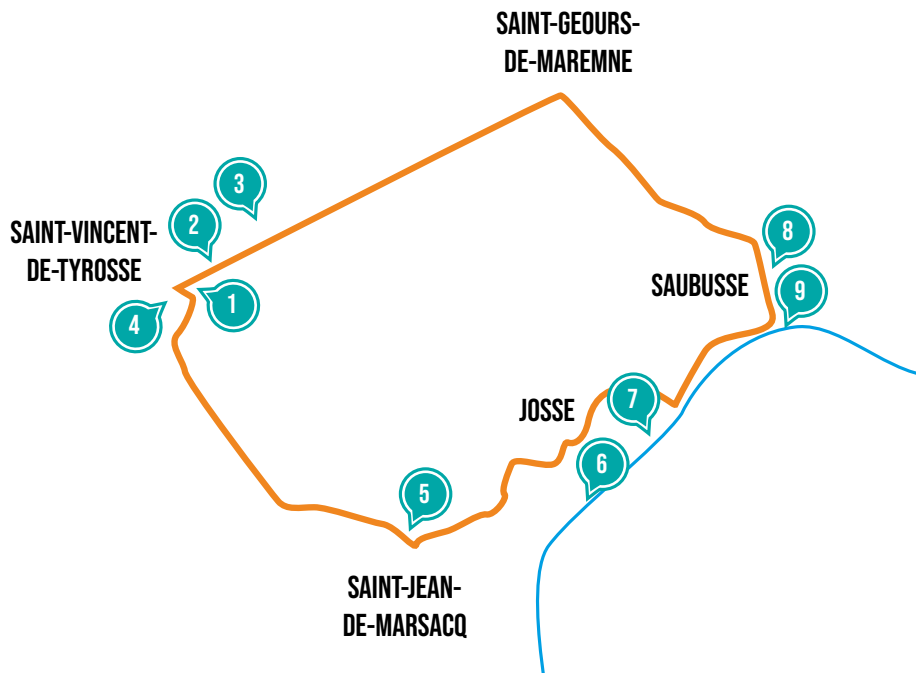 SAINT-GEOURS-
DE-MAREMNE
3
2
SAINT-VINCENT-
DE-TYROSSE
8
SAUBUSSE
9
1
4
JOSSE
7
6
5
SAINT-JEAN-
DE-MARSACQ